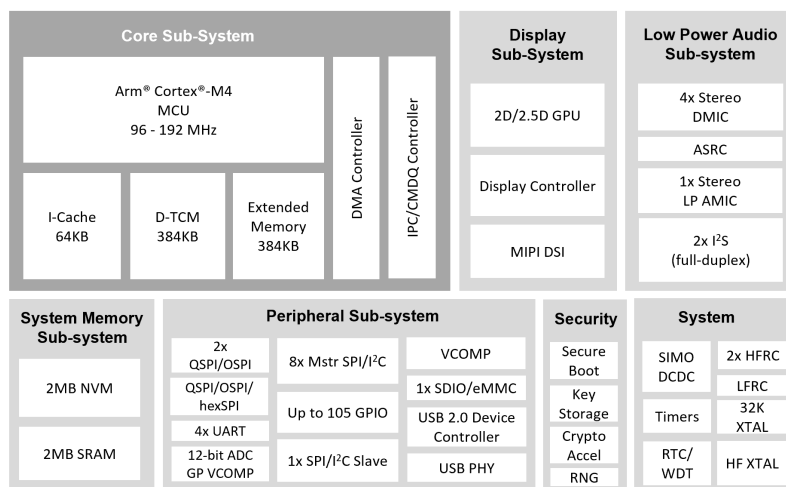 Core Sub-System
Arm® Cortex®-M4
MCU
96 - 192 MHz
I-Cache
64KB
D-TCM
384KB
Extended
Memory
384KB
DMA Controller
IPC/CMDQ Controller
Display
Sub-System
2D/2.5D GPU
Display Controller
MIPI DSI
Low Power Audio
Sub-system
4x Stereo
DMIC
ASRC
1x Stereo
LP AMIC
2x I²S
(full-duplex)
System Memory
Sub-system
2MB NVM
2MB SRAM
Peripheral Sub-system
2x
QSPI/OSPI
QSPI/OSPI/
hexSPI
4x UART
12-bit ADC
GP VCOMP
8x Mstr SPI/I²C
Up to 105 GPIO
1x SPI/I²C Slave
VCOMP
1x SDIO/eMMC
USB 2.0 Device
Controller
USB PHY
Security
Secure
Boot
Key
Storage
Crypto
Accel
RNG
System
SIMO
DCDC
Timers
RTC/
WDT
2x HFRC
LFRC
32K
XTAL
HF XTAL